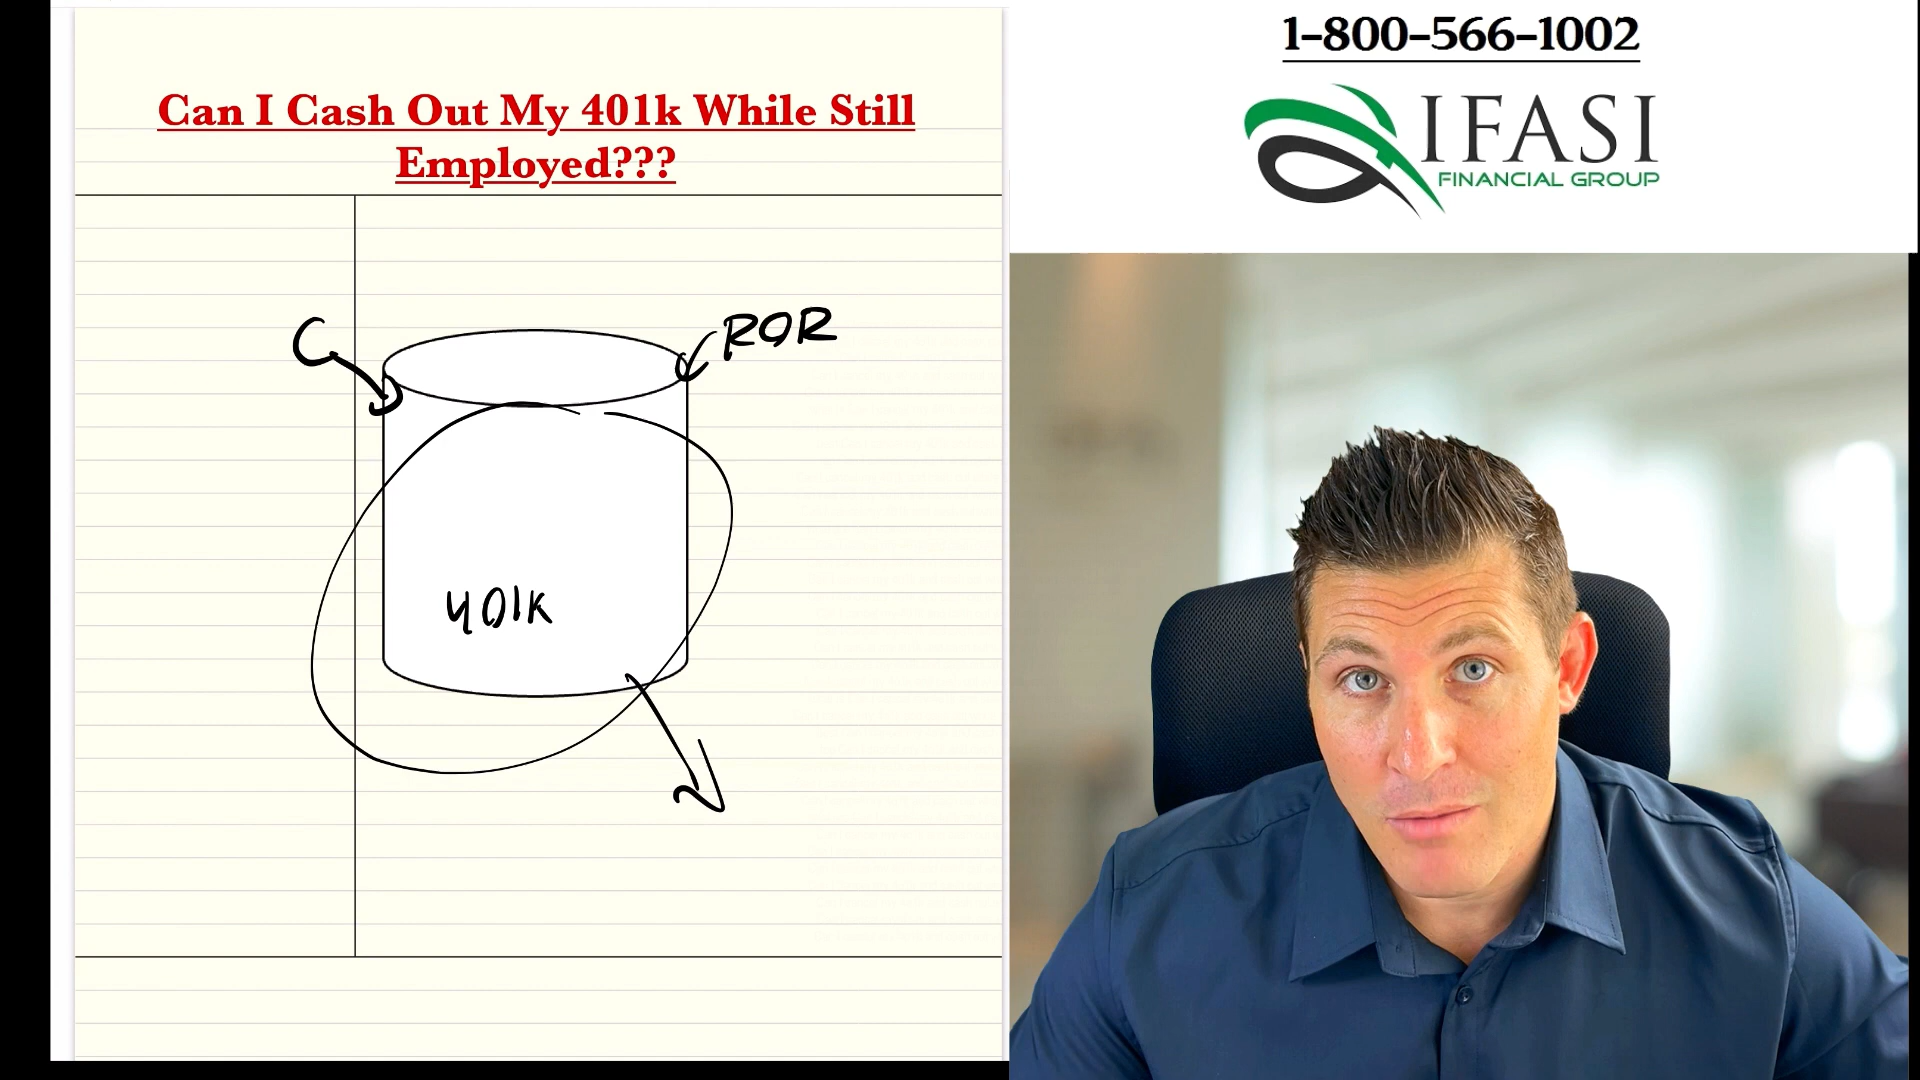 Can I Cash Out My 401k While Still
Employed???
C
ROR
401k
1-800-566-1002
IFASI
FINANCIAL GROUP